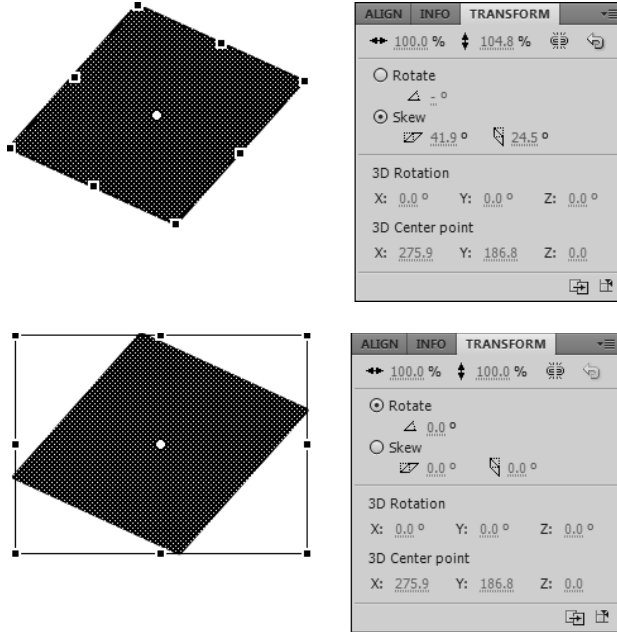 ALIGN INFO TRANSFORM
100.0 % 104.8 %
Rotate
- °
Skew
41.9 ° 24.5 °
3D Rotation
X: 0.0 ° Y: 0.0 ° Z: 0.0 °
3D Center point
X: 275.9 Y: 186.8 Z: 0.0
ALIGN INFO TRANSFORM
100.0 % 100.0 %
Rotate
0.0 °
Skew
0.0 ° 0.0 °
3D Rotation
X: 0.0 ° Y: 0.0 ° Z: 0.0 °
3D Center point
X: 275.9 Y: 186.8 Z: 0.0